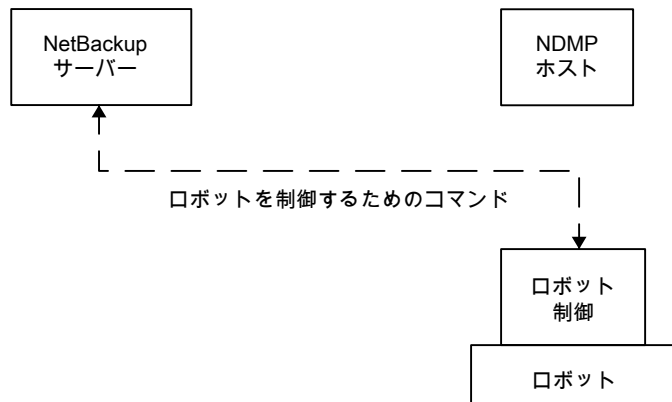 NetBackup
サーバー
NDMP
ホスト
ロボットを制御するためのコマンド
ロボット
制御
ロボット